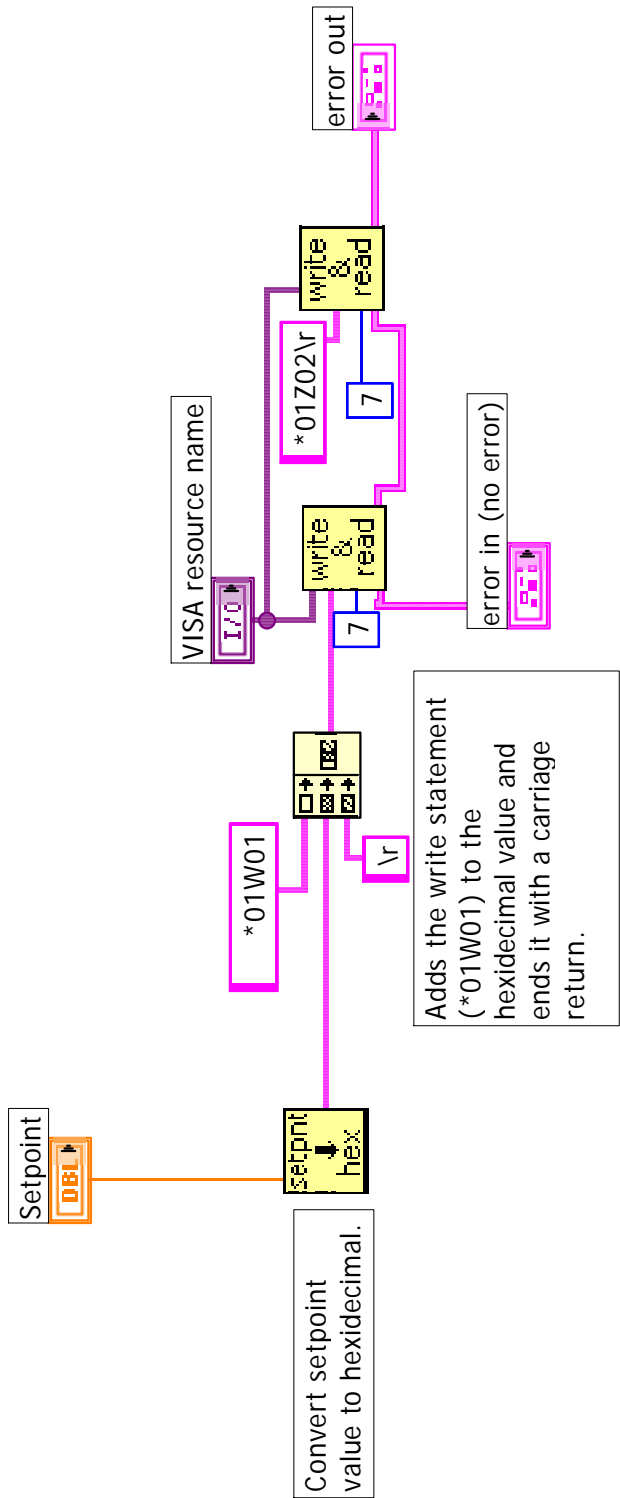 Setpoint
DBL
setpnt
hex
Convert setpoint
value to hexidecimal.
*01W01
\r
Adds the write statement
(*01W01) to the
hexidecimal value and
ends it with a carriage
return.
VISA resource name
I/O
write
&
read
7
error in (no error)
*01Z02\r
7
write
&
read
error out